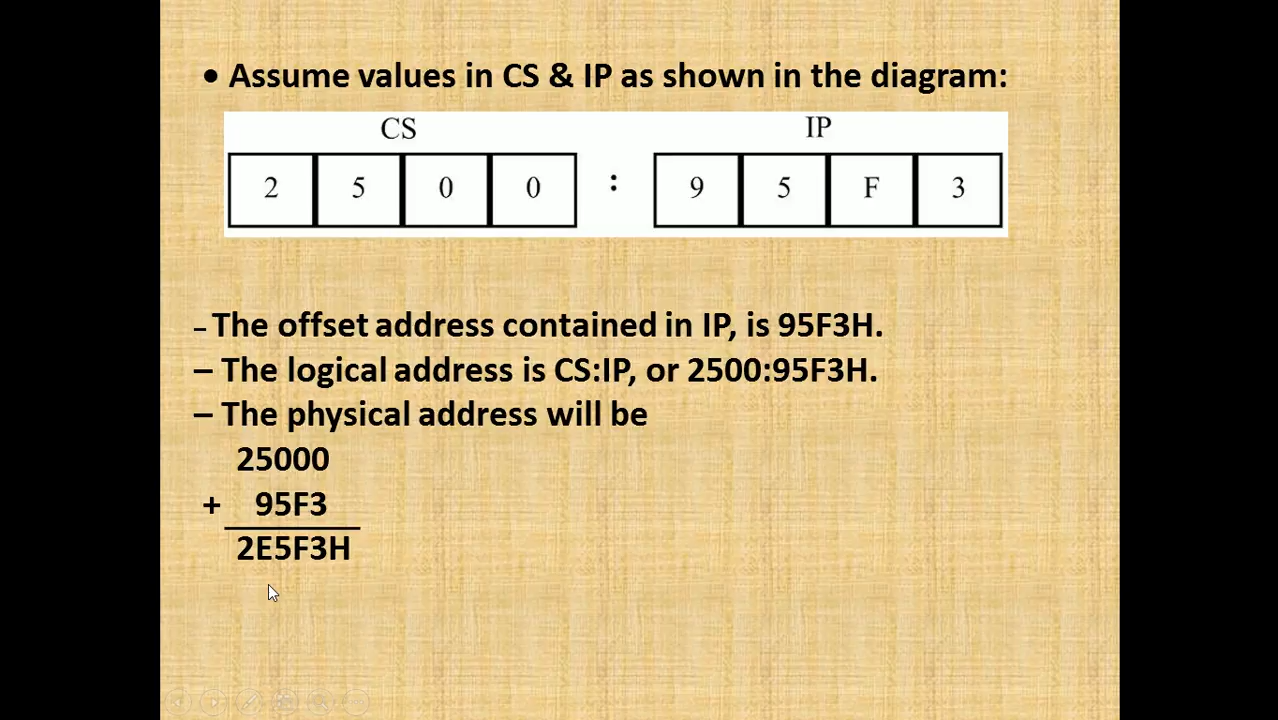 • Assume values in CS & IP as shown in the diagram:
CS IP
2 5 0 0 : 9 5 F 3
– The offset address contained in IP, is 95F3H.
– The logical address is CS:IP, or 2500:95F3H.
– The physical address will be
25000
+ 95F3
2E5F3H